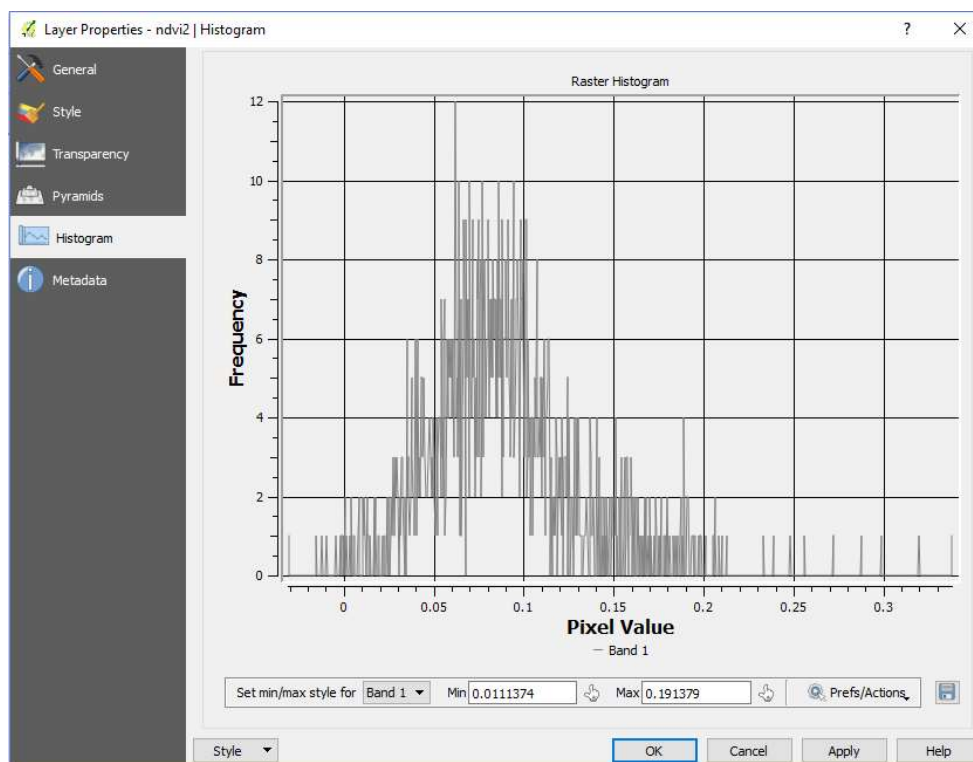 Layer Properties - ndvi2 | Histogram
?
General
Style
Transparency
Pyramids
Histogram
Metadata
Raster Histogram
Frequency
12
10
8
6
4
2
0
0 0.05 0.1 0.15 0.2 0.25 0.3
Pixel Value
Band 1
Set min/max style for Band 1 Min 0.0111374 Max 0.191379 Prefs/Actions
Style OK Cancel Apply Help